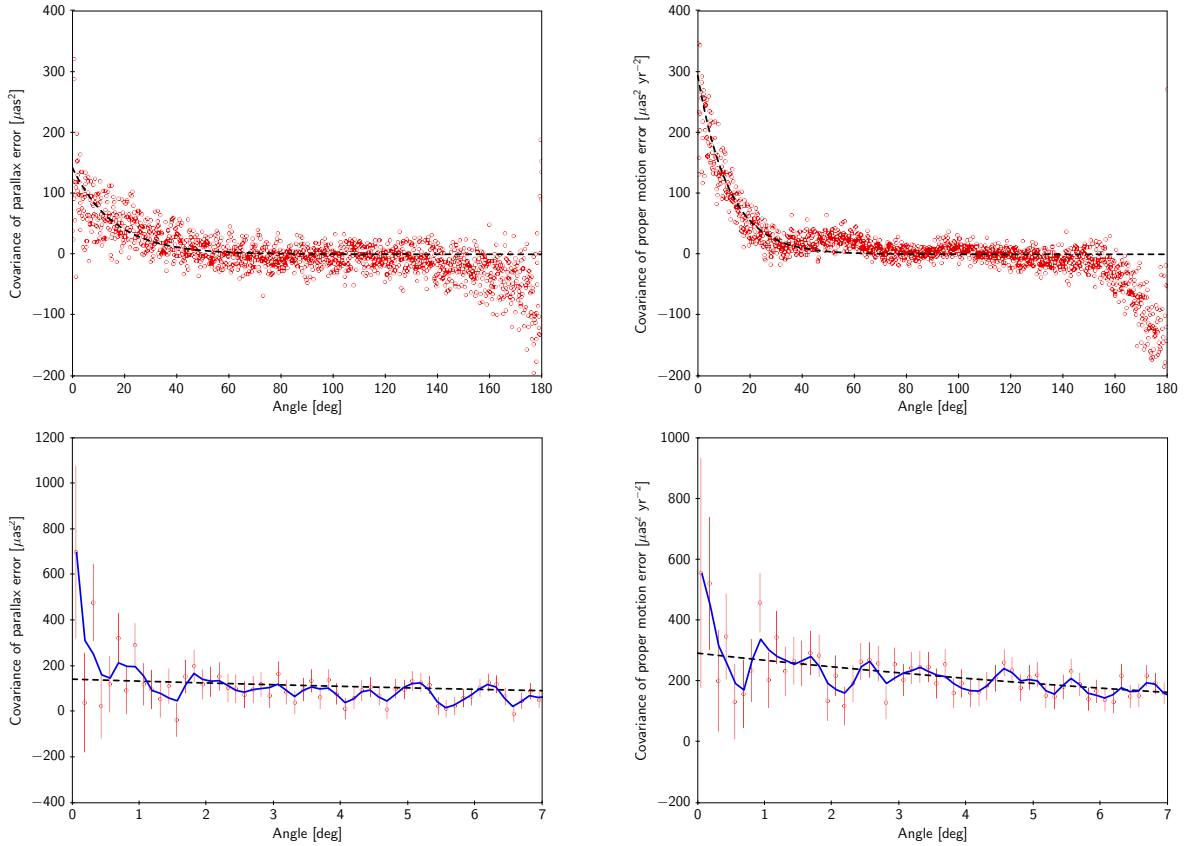 400
300
200
100
0
−100
−200
0 20 40 60 80 100 120 140 160 180
Angle [deg]
Covariance of parallax error [μas²]
400
300
200
100
0
−100
−200
0 20 40 60 80 100 120 140 160 180
Angle [deg]
Covariance of proper motion error [μas² yr⁻²]
1200
1000
800
600
400
200
0
−200
−400
0 1 2 3 4 5 6 7
Angle [deg]
Covariance of parallax error [μas²]
1000
800
600
400
200
0
−200
0 1 2 3 4 5 6 7
Angle [deg]
Covariance of proper motion error [μas² yr⁻²]